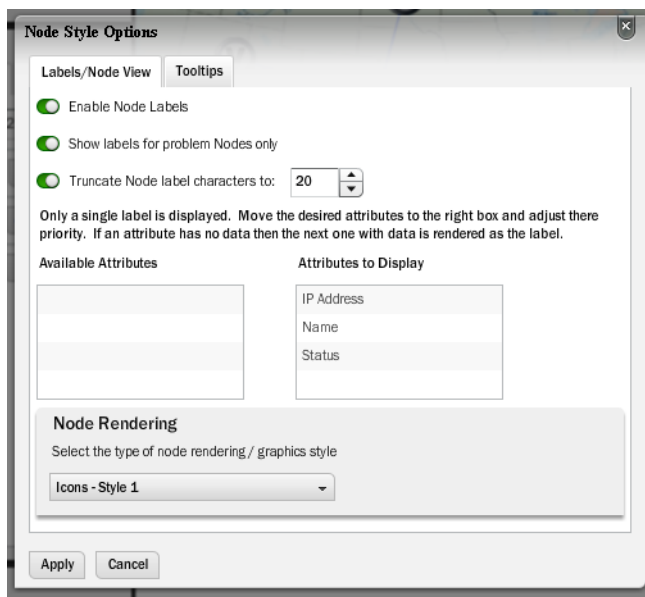 Node Style Options
Labels/Node View
Tooltips
Enable Node Labels
Show labels for problem Nodes only
Truncate Node label characters to: 20
Only a single label is displayed. Move the desired attributes to the right box and adjust there
priority. If an attribute has no data then the next one with data is rendered as the label.
Available Attributes
Attributes to Display
IP Address
Name
Status
Node Rendering
Select the type of node rendering / graphics style
Icons - Style 1
Apply
Cancel